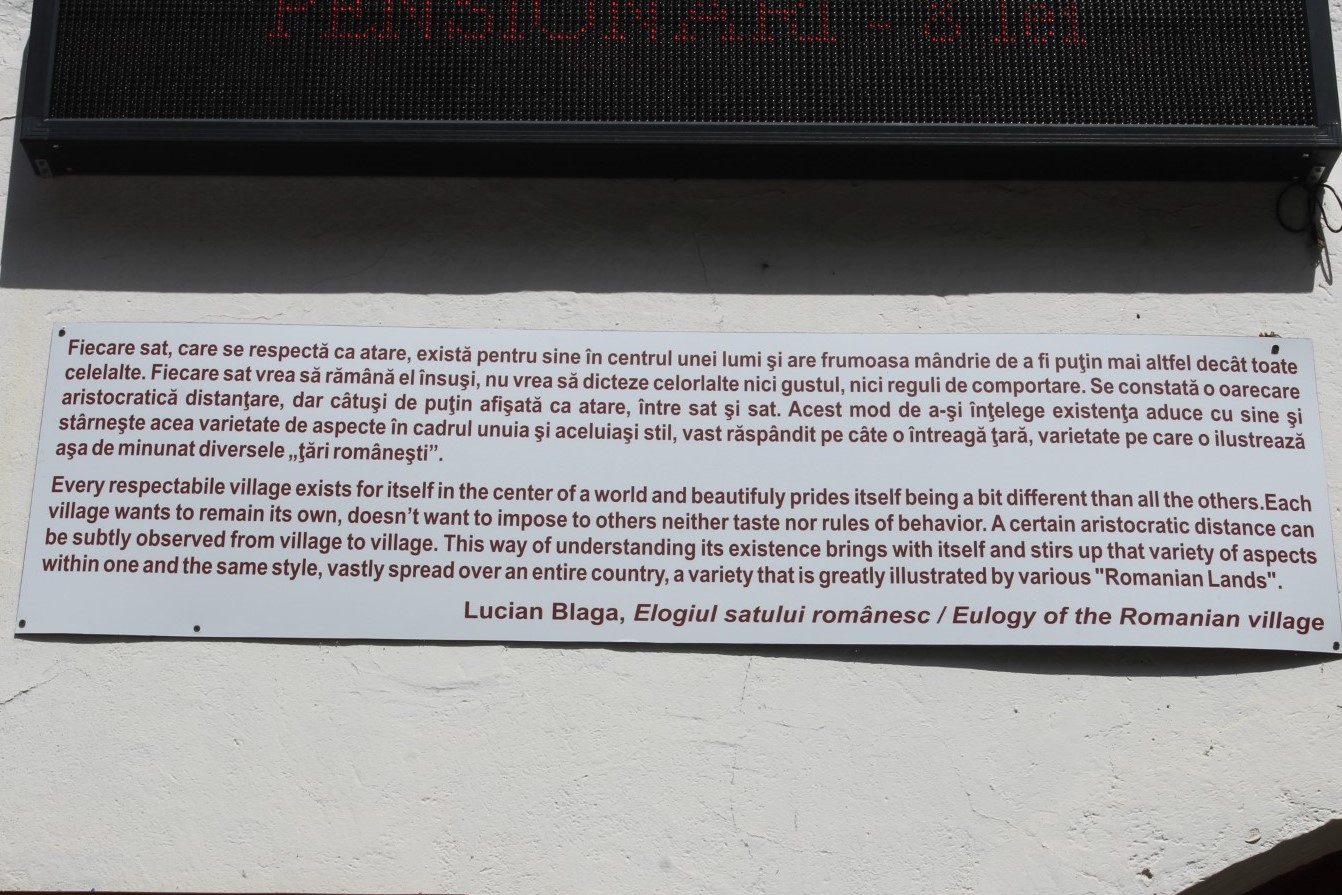 PENSIONARI - 8 lei
Fiecare sat, care se respectă ca atare, există pentru sine în centrul unei lumi şi are frumoasa mândrie de a fi puţin mai altfel decât toate
celelalte. Fiecare sat vrea să rămână el însuşi, nu vrea să dicteze celorlalte nici gustul, nici reguli de comportare. Se constată o oarecare
aristocratică distanţare, dar câtuşi de puţin afişată ca atare, între sat şi sat. Acest mod de a-şi înţelege existenţa aduce cu sine şi
stârneşte acea varietate de aspecte în cadrul unuia şi aceluiaşi stil, vast răspândit pe câte o întreagă ţară, varietate pe care o ilustrează
aşa de minunat diversele „ţări româneşti”.
Every respectabile village exists for itself in the center of a world and beautifuly prides itself being a bit different than all the others.Each
village wants to remain its own, doesn’t want to impose to others neither taste nor rules of behavior. A certain aristocratic distance can
be subtly observed from village to village. This way of understanding its existence brings with itself and stirs up that variety of aspects
within one and the same style, vastly spread over an entire country, a variety that is greatly illustrated by various "Romanian Lands".
Lucian Blaga, Elogiul satului românesc / Eulogy of the Romanian village